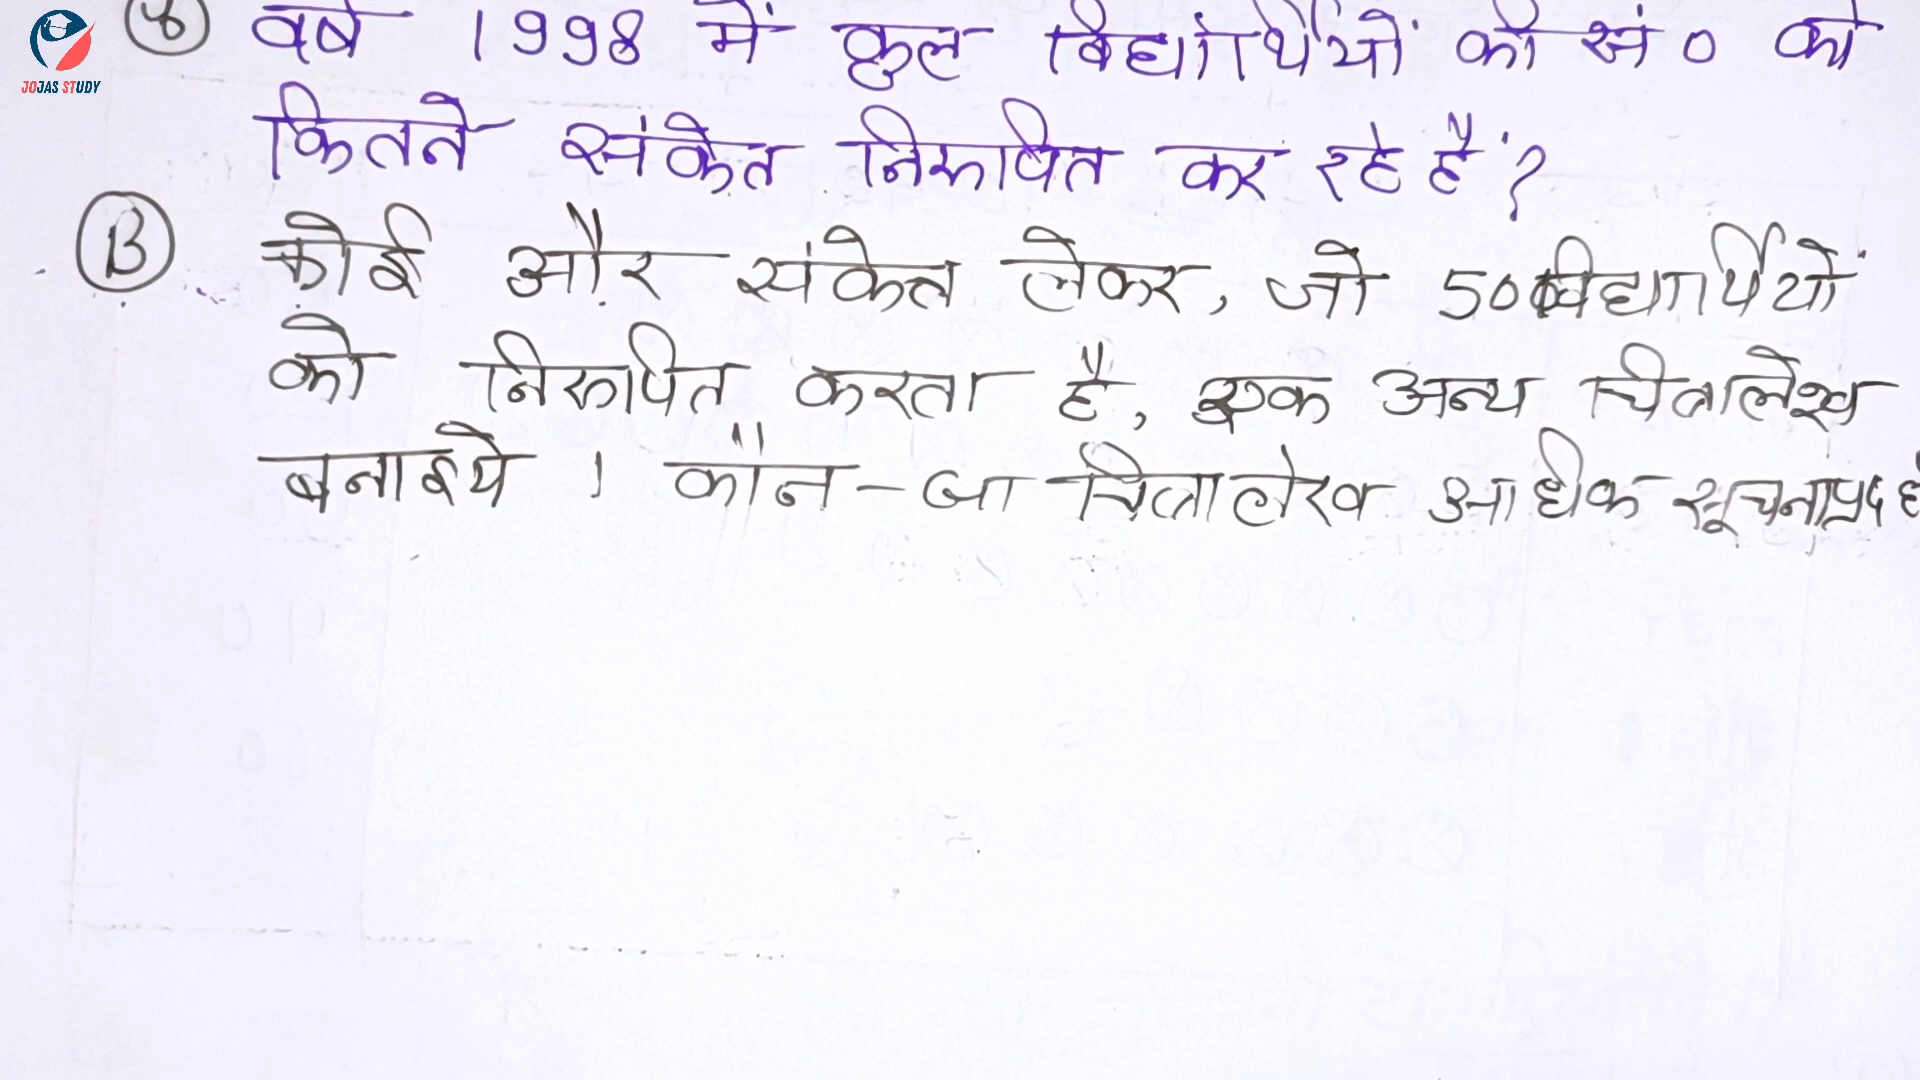 JOJAS STUDY
b वर्ष 1998 में कुल विद्यार्थियों की सं० को
कितने संकेत निरूपित कर रहे हैं?
B कोई और संकेत लेकर, जो 50 विद्यार्थियों
को निरूपित करता है, एक अन्य चित्रालेख
बनाइये । कौन-सा चित्रालेख अधिक सूचनाप्रद है